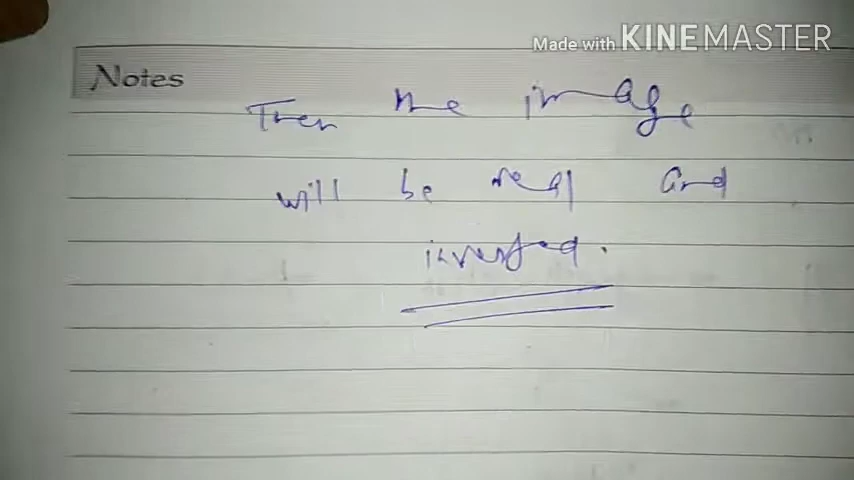 Made with KINEMASTER
Notes
Then the image
will be real and
inverted.